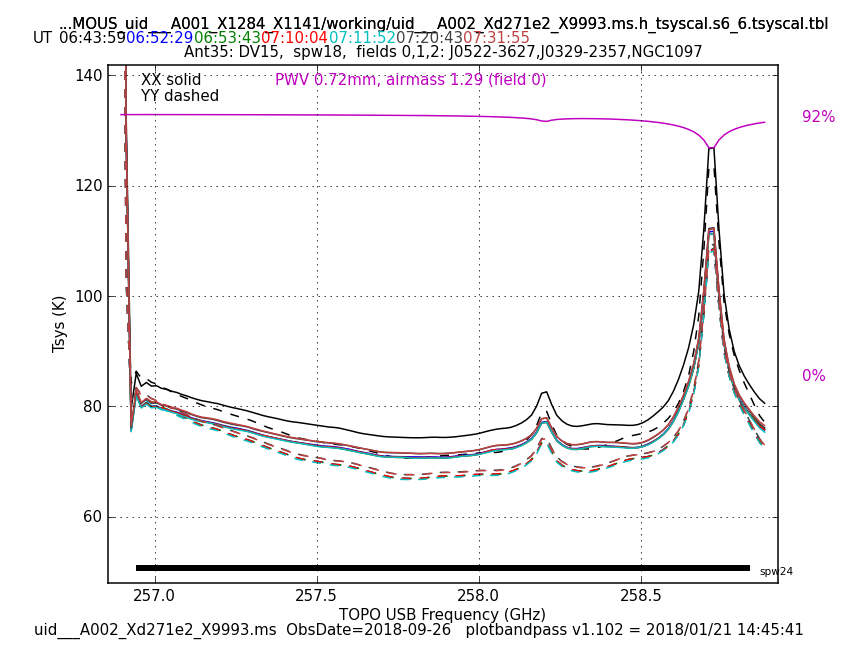 ...MOUS_uid___A001_X1284_X1141/working/uid___A002_Xd271e2_X9993.ms.h_tsyscal.s6_6.tsyscal.tbl
UT 06:43:59 06:52:29 06:53:43 07:10:04 07:11:52 07:20:43 07:31:55
Ant35: DV15,  spw18,  fields 0,1,2: J0522-3627,J0329-2357,NGC1097
XX solid
YY dashed
PWV 0.72mm, airmass 1.29 (field 0)
92%
0%
140
120
100
80
60
Tsys (K)
spw24
257.0 257.5 258.0 258.5
TOPO USB Frequency (GHz)
uid___A002_Xd271e2_X9993.ms  ObsDate=2018-09-26   plotbandpass v1.102 = 2018/01/21 14:45:41